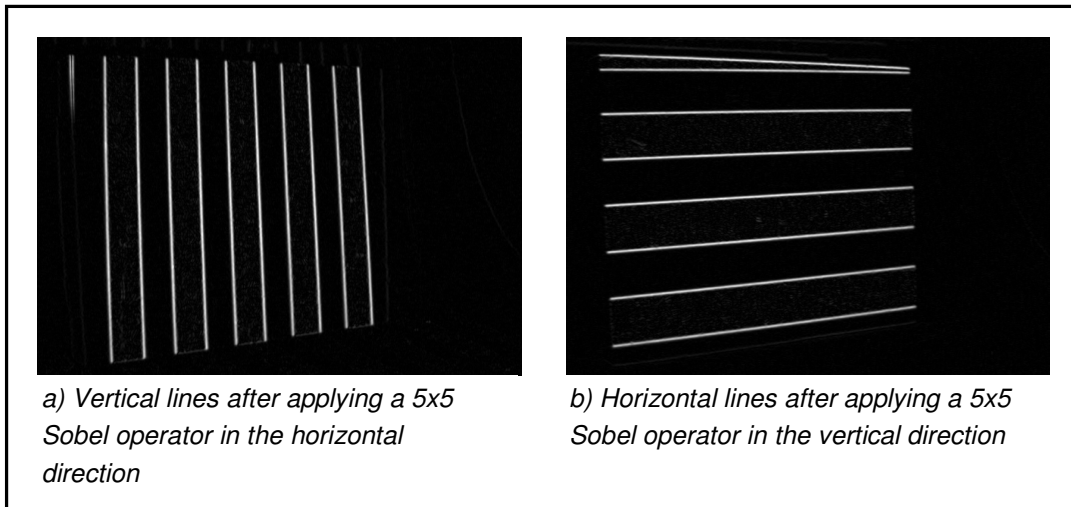 a) Vertical lines after applying a 5x5
Sobel operator in the horizontal
direction
b) Horizontal lines after applying a 5x5
Sobel operator in the vertical direction